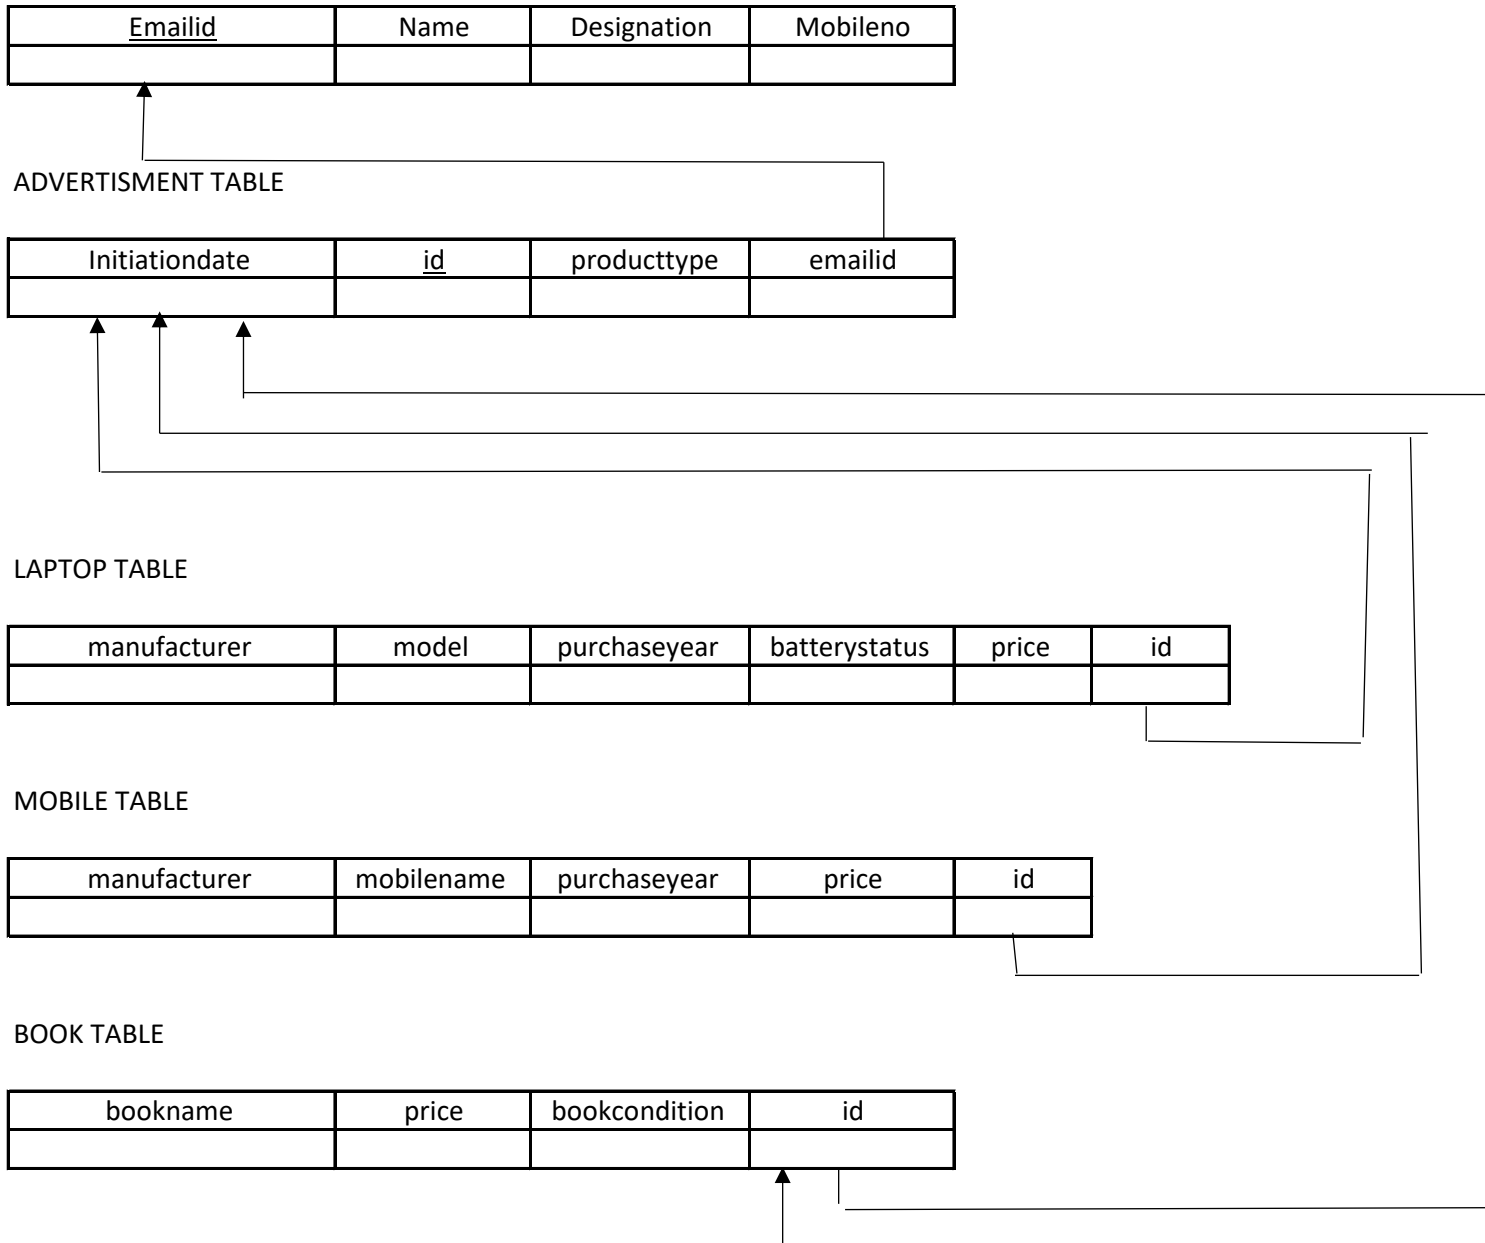 Emailid Name Designation Mobileno
ADVERTISMENT TABLE
Initiationdate id producttype emailid
LAPTOP TABLE
manufacturer model purchaseyear batterystatus price id
MOBILE TABLE
manufacturer mobilename purchaseyear price id
BOOK TABLE
bookname price bookcondition id